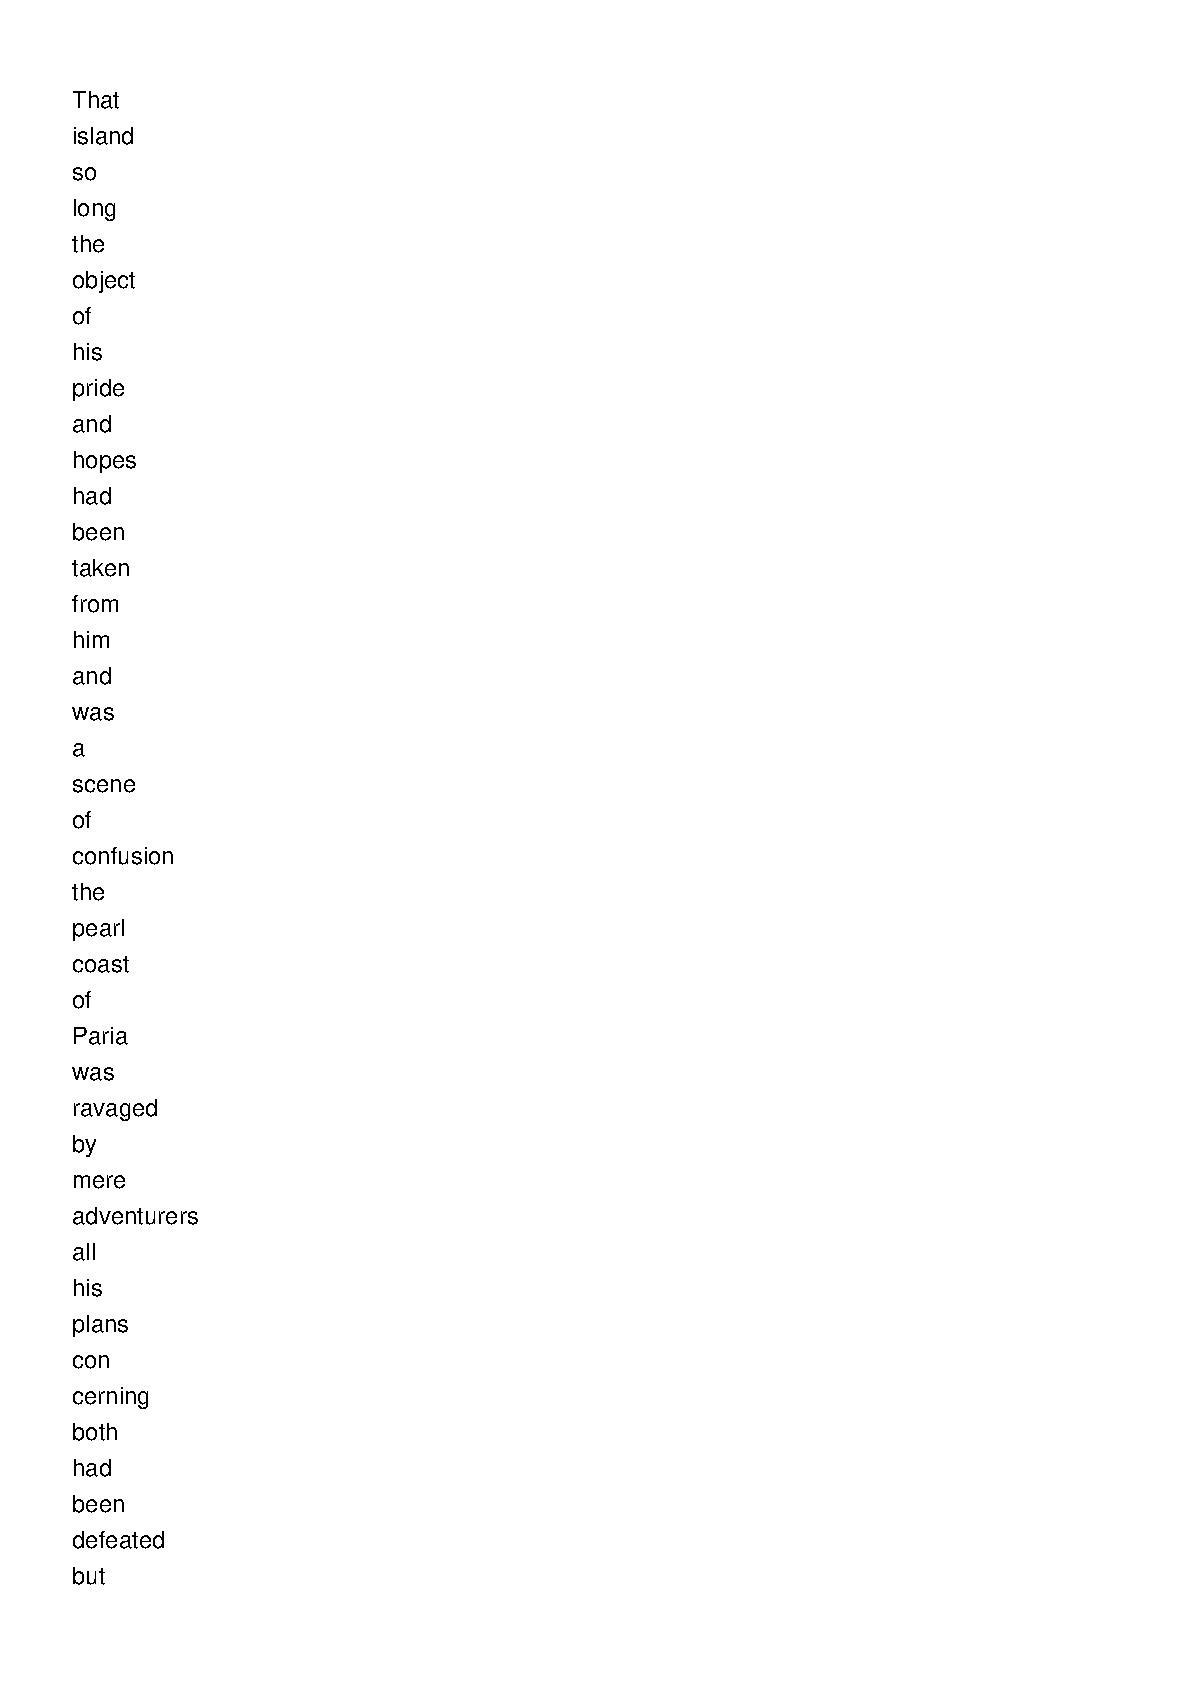 That
island
so
long
the
object
of
his
pride
and
hopes
had
been
taken
from
him
and
was
a
scene
of
confusion
the
pearl
coast
of
Paria
was
ravaged
by
mere
adventurers
all
his
plans
con
cerning
both
had
been
defeated
but